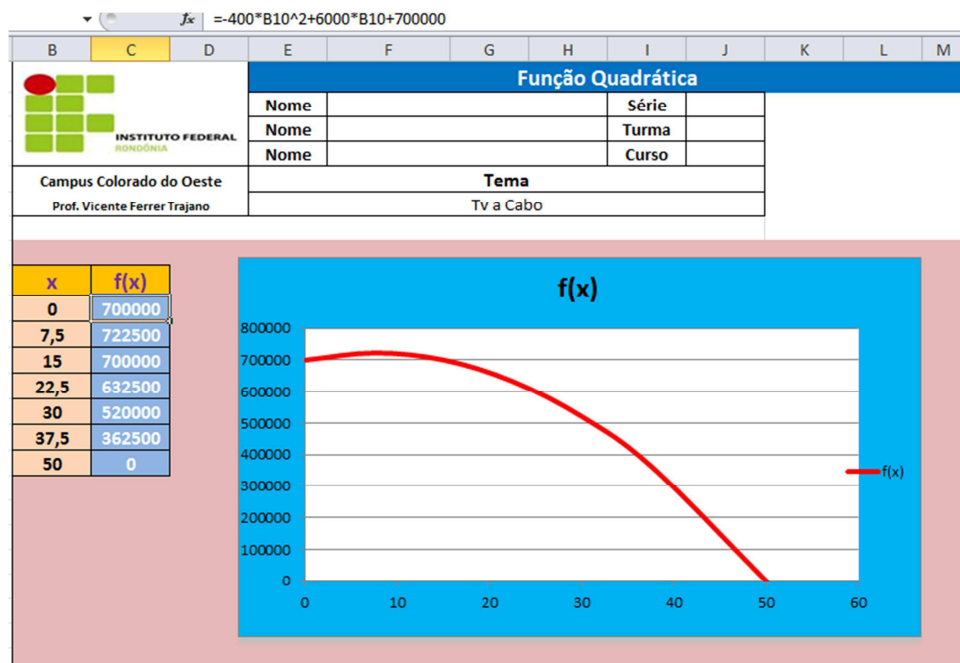 fx =-400*B10^2+6000*B10+700000
B C D E F G H I J K L M
Função Quadrática
INSTITUTO FEDERAL
RONDÔNIA
Nome Série
Nome Turma
Nome Curso
Campus Colorado do Oeste Tema
Prof. Vicente Ferrer Trajano Tv a Cabo
x f(x)
0 700000
7,5 722500
15 700000
22,5 632500
30 520000
37,5 362500
50 0
f(x)
800000
700000
600000
500000
400000
300000
200000
100000
0
0 10 20 30 40 50 60
f(x)